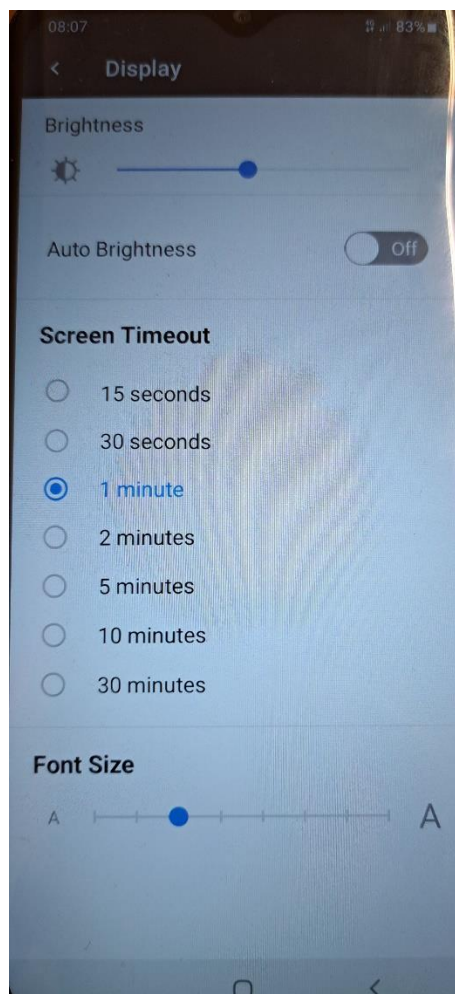 08:07 83%
Display
Brightness
Auto Brightness Off
Screen Timeout
15 seconds
30 seconds
1 minute
2 minutes
5 minutes
10 minutes
30 minutes
Font Size
A A